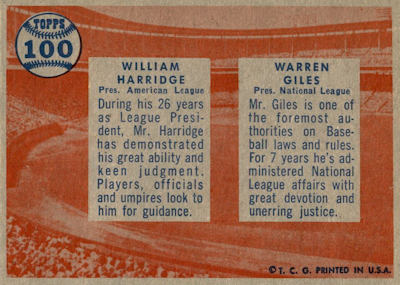 TOPPS
100
WILLIAM
HARRIDGE
Pres. American League
During his 26 years
as League Presi-
dent, Mr. Harridge
has demonstrated
his great ability and
keen judgment.
Players, officials
and umpires look to
him for guidance.
WARREN
GILES
Pres. National League
Mr. Giles is one of
the foremost au-
thorities on Base-
ball laws and rules.
For 7 years he's ad-
ministered National
League affairs with
great devotion and
unerring justice.
© T. C. G. PRINTED IN U.S.A.